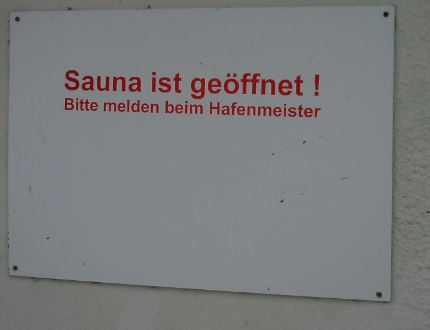 Sauna ist geöffnet !
Bitte melden beim Hafenmeister